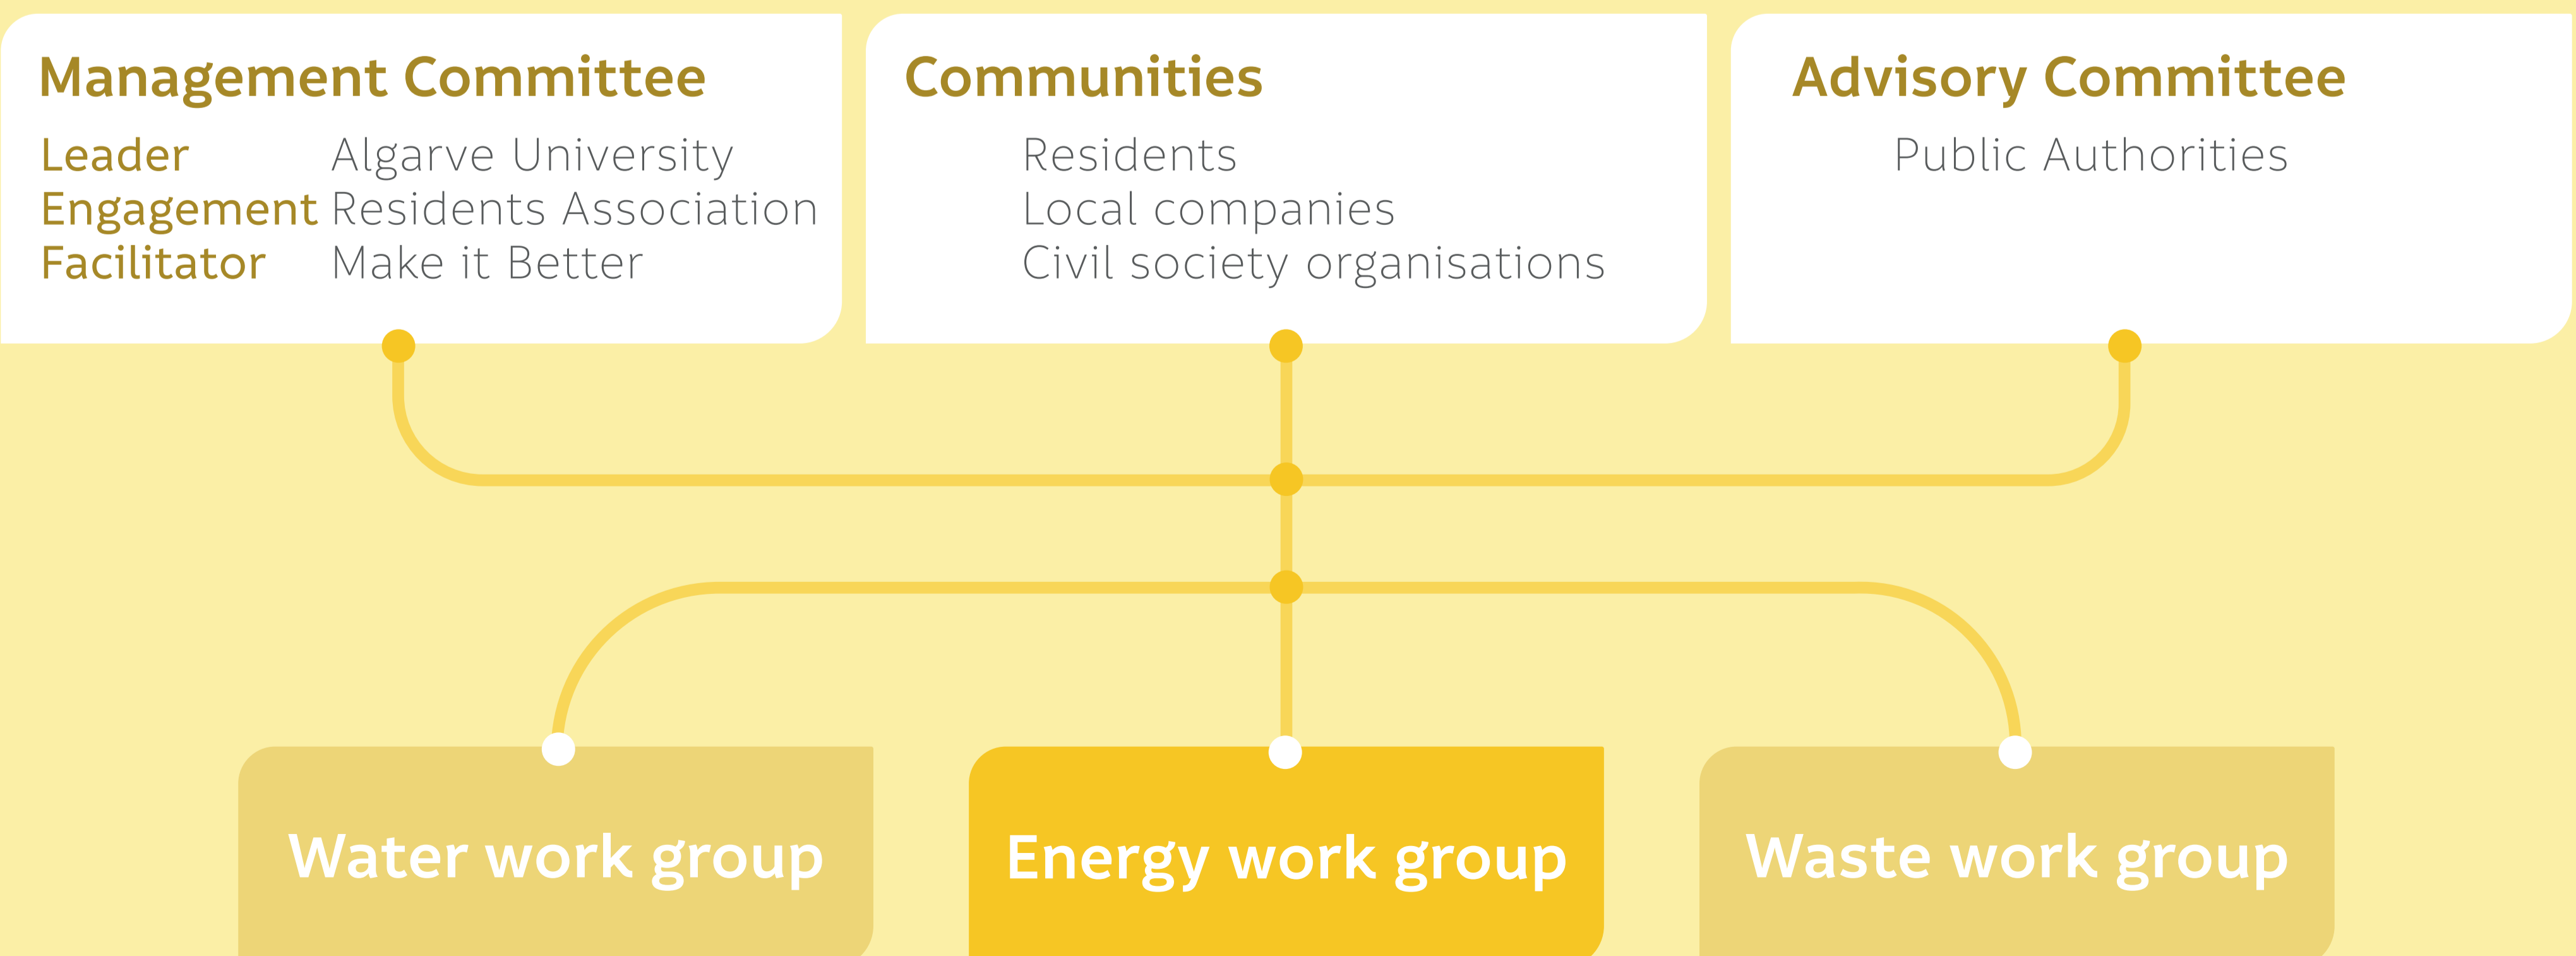 Management Committee
Leader Algarve University
Engagement Residents Association
Facilitator Make it Better
Communities
Residents
Local companies
Civil society organisations
Advisory Committee
Public Authorities
Water work group
Energy work group
Waste work group